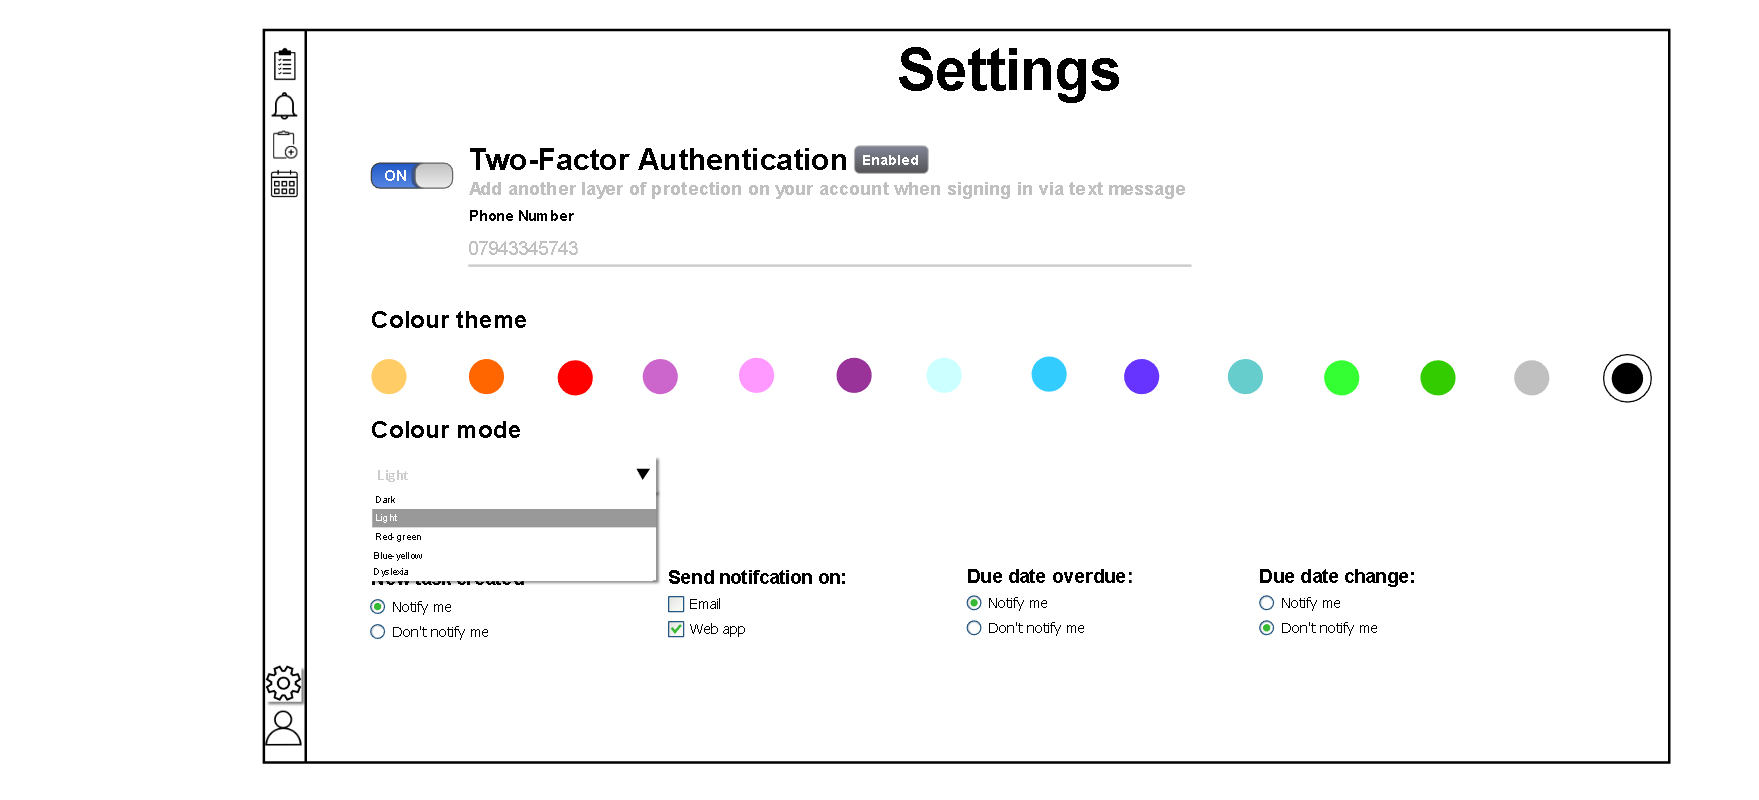 Settings
ON
Two-Factor Authentication Enabled
Add another layer of protection on your account when signing in via text message
Phone Number
07943345743
Colour theme
Colour mode
Light
Dark
Light
Red-green
Blue-yellow
Dyslexia
New task created
Notify me
Don't notify me
Send notifcation on:
Email
Web app
Due date overdue:
Notify me
Don't notify me
Due date change:
Notify me
Don't notify me